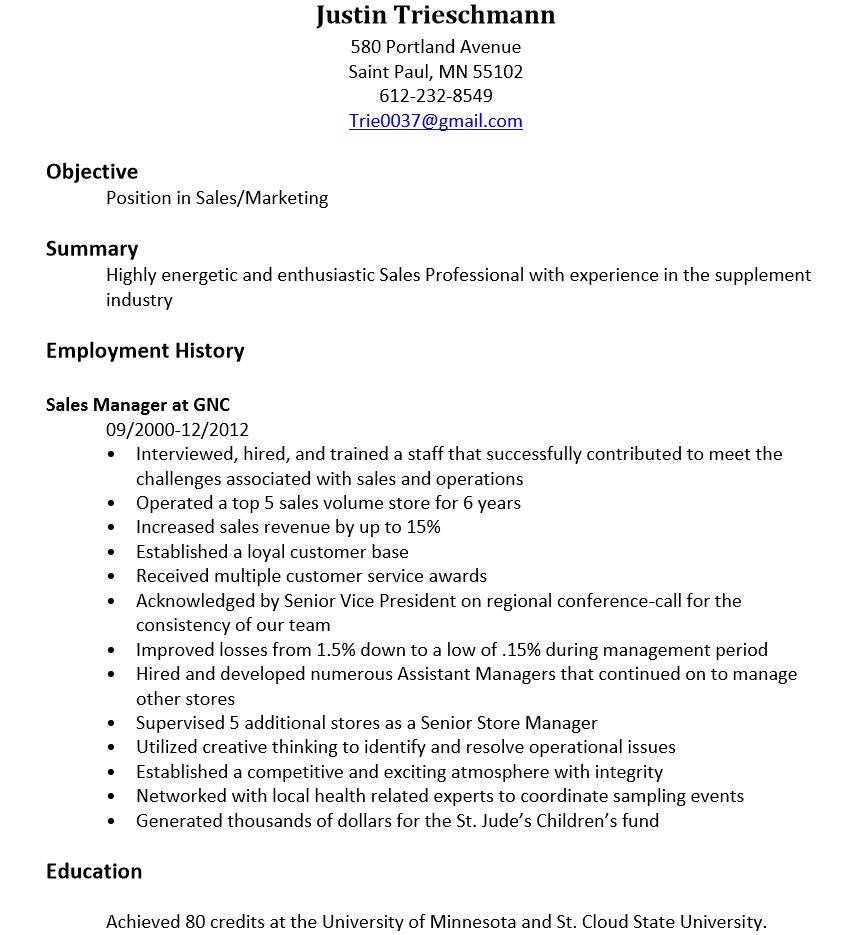 Justin Trieschmann
580 Portland Avenue
Saint Paul, MN 55102
612-232-8549
Trie0037@gmail.com
Objective
Position in Sales/Marketing
Summary
Highly energetic and enthusiastic Sales Professional with experience in the supplement
industry
Employment History
Sales Manager at GNC
09/2000-12/2012
• Interviewed, hired, and trained a staff that successfully contributed to meet the
challenges associated with sales and operations
• Operated a top 5 sales volume store for 6 years
• Increased sales revenue by up to 15%
• Established a loyal customer base
• Received multiple customer service awards
• Acknowledged by Senior Vice President on regional conference-call for the
consistency of our team
• Improved losses from 1.5% down to a low of .15% during management period
• Hired and developed numerous Assistant Managers that continued on to manage
other stores
• Supervised 5 additional stores as a Senior Store Manager
• Utilized creative thinking to identify and resolve operational issues
• Established a competitive and exciting atmosphere with integrity
• Networked with local health related experts to coordinate sampling events
• Generated thousands of dollars for the St. Jude’s Children’s fund
Education
Achieved 80 credits at the University of Minnesota and St. Cloud State University.